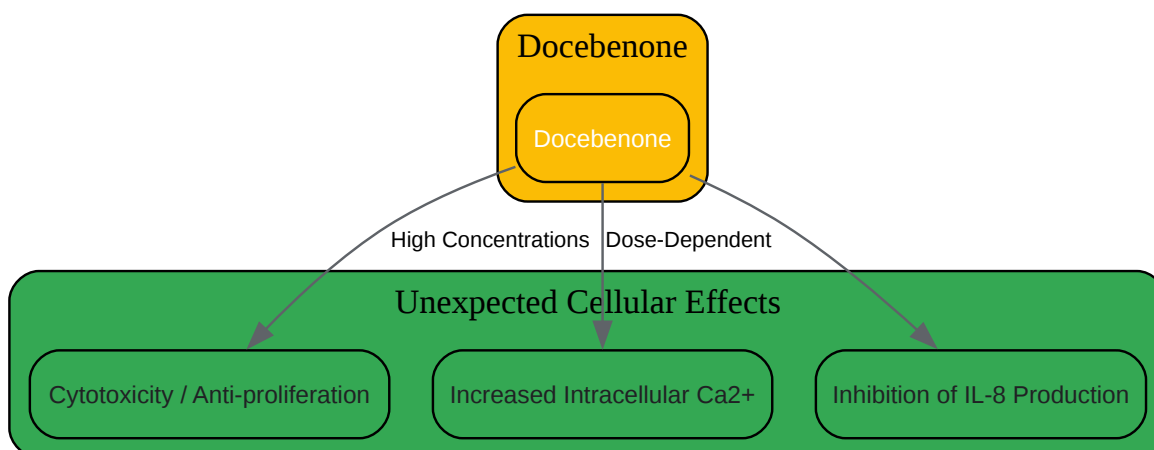 Docebenone
Docebenone
High Concentrations
Dose-Dependent
Unexpected Cellular Effects
Cytotoxicity / Anti-proliferation
Increased Intracellular Ca2+
Inhibition of IL-8 Production